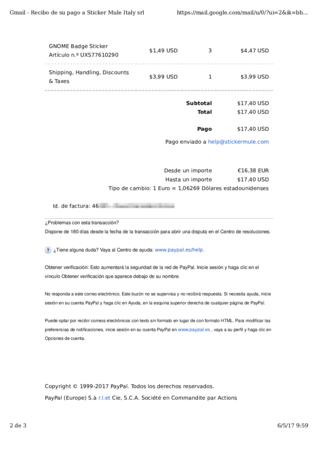 Gmail - Recibo de su pago a Sticker Mule Italy srl https://mail.google.com/mail/u/0/?ui=2&ik=bb...
GNOME Badge Sticker
Artículo n.º UXS77610290 $1,49 USD 3 $4,47 USD
Shipping, Handling, Discounts
& Taxes $3,99 USD 1 $3,99 USD
Subtotal $17,40 USD
Total $17,40 USD
Pago $17,40 USD
Pago enviado a help@stickermule.com
Desde un importe €16,38 EUR
Hasta un importe $17,40 USD
Tipo de cambio: 1 Euro = 1,06269 Dólares estadounidenses
Id. de factura: 46
¿Problemas con esta transacción?
Dispone de 180 días desde la fecha de la transacción para abrir una disputa en el Centro de resoluciones.
? ¿Tiene alguna duda? Vaya al Centro de ayuda: www.paypal.es/help.
Obtener verificación: Esto aumentará la seguridad de la red de PayPal. Inicie sesión y haga clic en el
vínculo Obtener verificación que aparece debajo de su nombre.
No responda a este correo electrónico. Este buzón no se supervisa y no recibirá respuesta. Si necesita ayuda, inicie
sesión en su cuenta PayPal y haga clic en Ayuda, en la esquina superior derecha de cualquier página de PayPal.
Puede optar por recibir correos electrónicos con texto sin formato en lugar de con formato HTML. Para modificar las
preferencias de notificaciones, inicie sesión en su cuenta PayPal en www.paypal.es , vaya a su perfil y haga clic en
Opciones de cuenta.
Copyright © 1999-2017 PayPal. Todos los derechos reservados.
PayPal (Europe) S.à r.l.et Cie, S.C.A. Société en Commandite par Actions
2 de 3 6/5/17 9:59